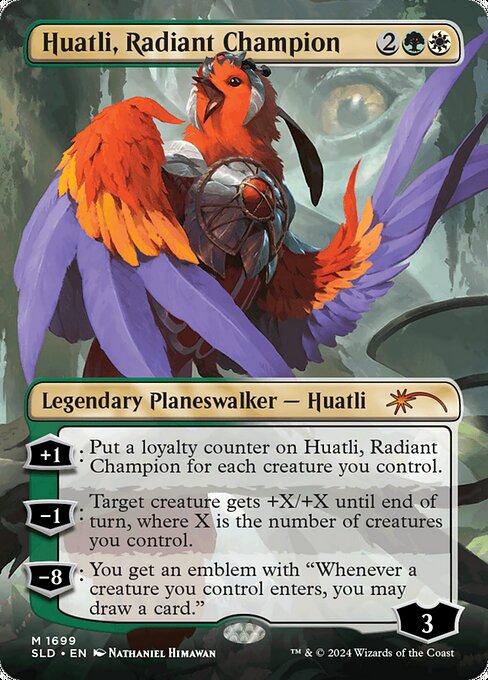 Huatli, Radiant Champion 2
Legendary Planeswalker — Huatli
+1 : Put a loyalty counter on Huatli, Radiant
Champion for each creature you control.
−1 : Target creature gets +X/+X until end of
turn, where X is the number of creatures
you control.
−8 : You get an emblem with “Whenever a
creature you control enters, you may
draw a card.”
3
M 1699
SLD • EN Nathaniel Himawan
™ & © 2024 Wizards of the Coast